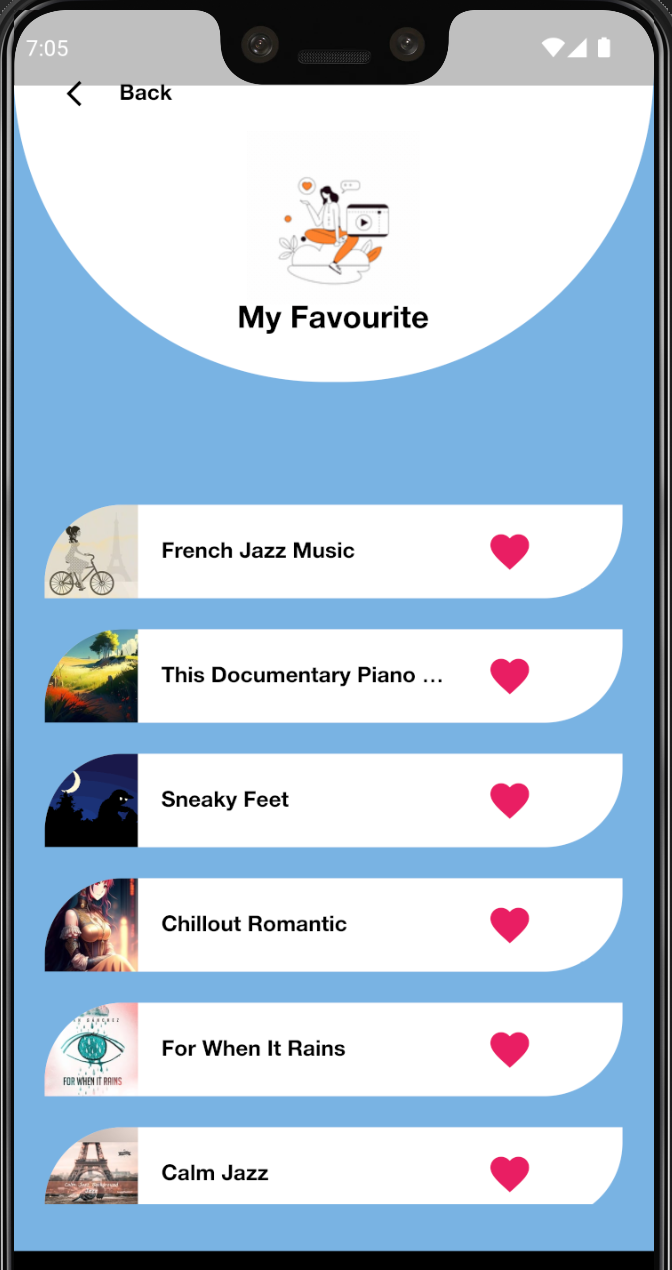 7:05
Back
My Favourite
French Jazz Music
This Documentary Piano ...
Sneaky Feet
Chillout Romantic
For When It Rains
FOR WHEN IT RAINS
Calm Jazz